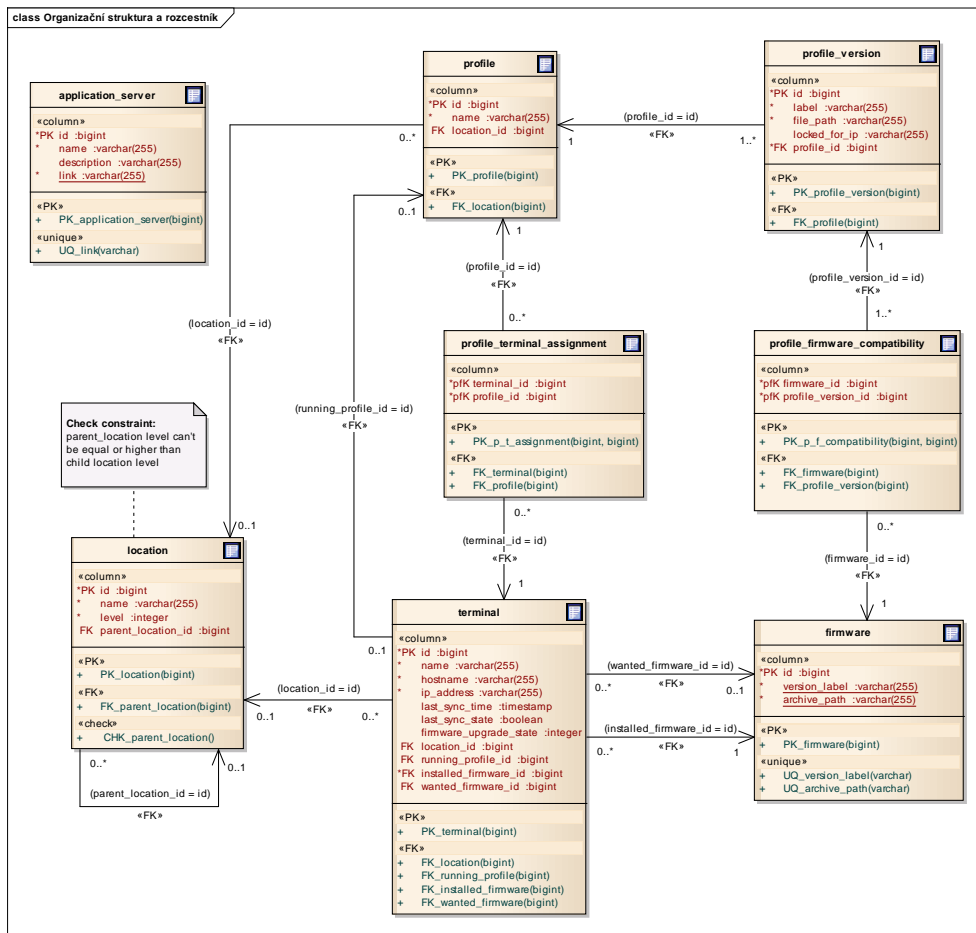 class Organizační struktura a rozcestník
application_server
«column»
*PK id :bigint
* name :varchar(255)
description :varchar(255)
* link :varchar(255)
«PK»
+ PK_application_server(bigint)
«unique»
+ UQ_link(varchar)
profile
«column»
*PK id :bigint
* name :varchar(255)
FK location_id :bigint
«PK»
+ PK_profile(bigint)
«FK»
+ FK_location(bigint)
profile_version
«column»
*PK id :bigint
* label :varchar(255)
* file_path :varchar(255)
locked_for_ip :varchar(255)
*FK profile_id :bigint
«PK»
+ PK_profile_version(bigint)
«FK»
+ FK_profile(bigint)
(profile_id = id)
«FK»
1
1..*
0..*
0..1
1
(profile_id = id)
«FK»
0..*
1
(profile_version_id = id)
«FK»
1..*
(location_id = id)
«FK»
0..1
(running_profile_id = id)
«FK»
0..1
profile_terminal_assignment
«column»
*pfK terminal_id :bigint
*pfK profile_id :bigint
«PK»
+ PK_p_t_assignment(bigint, bigint)
«FK»
+ FK_terminal(bigint)
+ FK_profile(bigint)
profile_firmware_compatibility
«column»
*pfK firmware_id :bigint
*pfK profile_version_id :bigint
«PK»
+ PK_p_f_compatibility(bigint, bigint)
«FK»
+ FK_firmware(bigint)
+ FK_profile_version(bigint)
Check constraint:
parent_location level can't
be equal or higher than
child location level
0..*
(terminal_id = id)
«FK»
1
0..*
(firmware_id = id)
«FK»
1
location
«column»
*PK id :bigint
* name :varchar(255)
* level :integer
FK parent_location_id :bigint
«PK»
+ PK_location(bigint)
«FK»
+ FK_parent_location(bigint)
«check»
+ CHK_parent_location()
0..*
0..1
(parent_location_id = id)
«FK»
(location_id = id)
«FK»
0..1
0..*
terminal
«column»
*PK id :bigint
* name :varchar(255)
* hostname :varchar(255)
* ip_address :varchar(255)
last_sync_time :timestamp
last_sync_state :boolean
firmware_upgrade_state :integer
FK location_id :bigint
FK running_profile_id :bigint
*FK installed_firmware_id :bigint
FK wanted_firmware_id :bigint
«PK»
+ PK_terminal(bigint)
«FK»
+ FK_location(bigint)
+ FK_running_profile(bigint)
+ FK_installed_firmware(bigint)
+ FK_wanted_firmware(bigint)
(wanted_firmware_id = id)
«FK»
0..*
0..1
(installed_firmware_id = id)
«FK»
0..*
1
firmware
«column»
*PK id :bigint
* version_label :varchar(255)
* archive_path :varchar(255)
«PK»
+ PK_firmware(bigint)
«unique»
+ UQ_version_label(varchar)
+ UQ_archive_path(varchar)